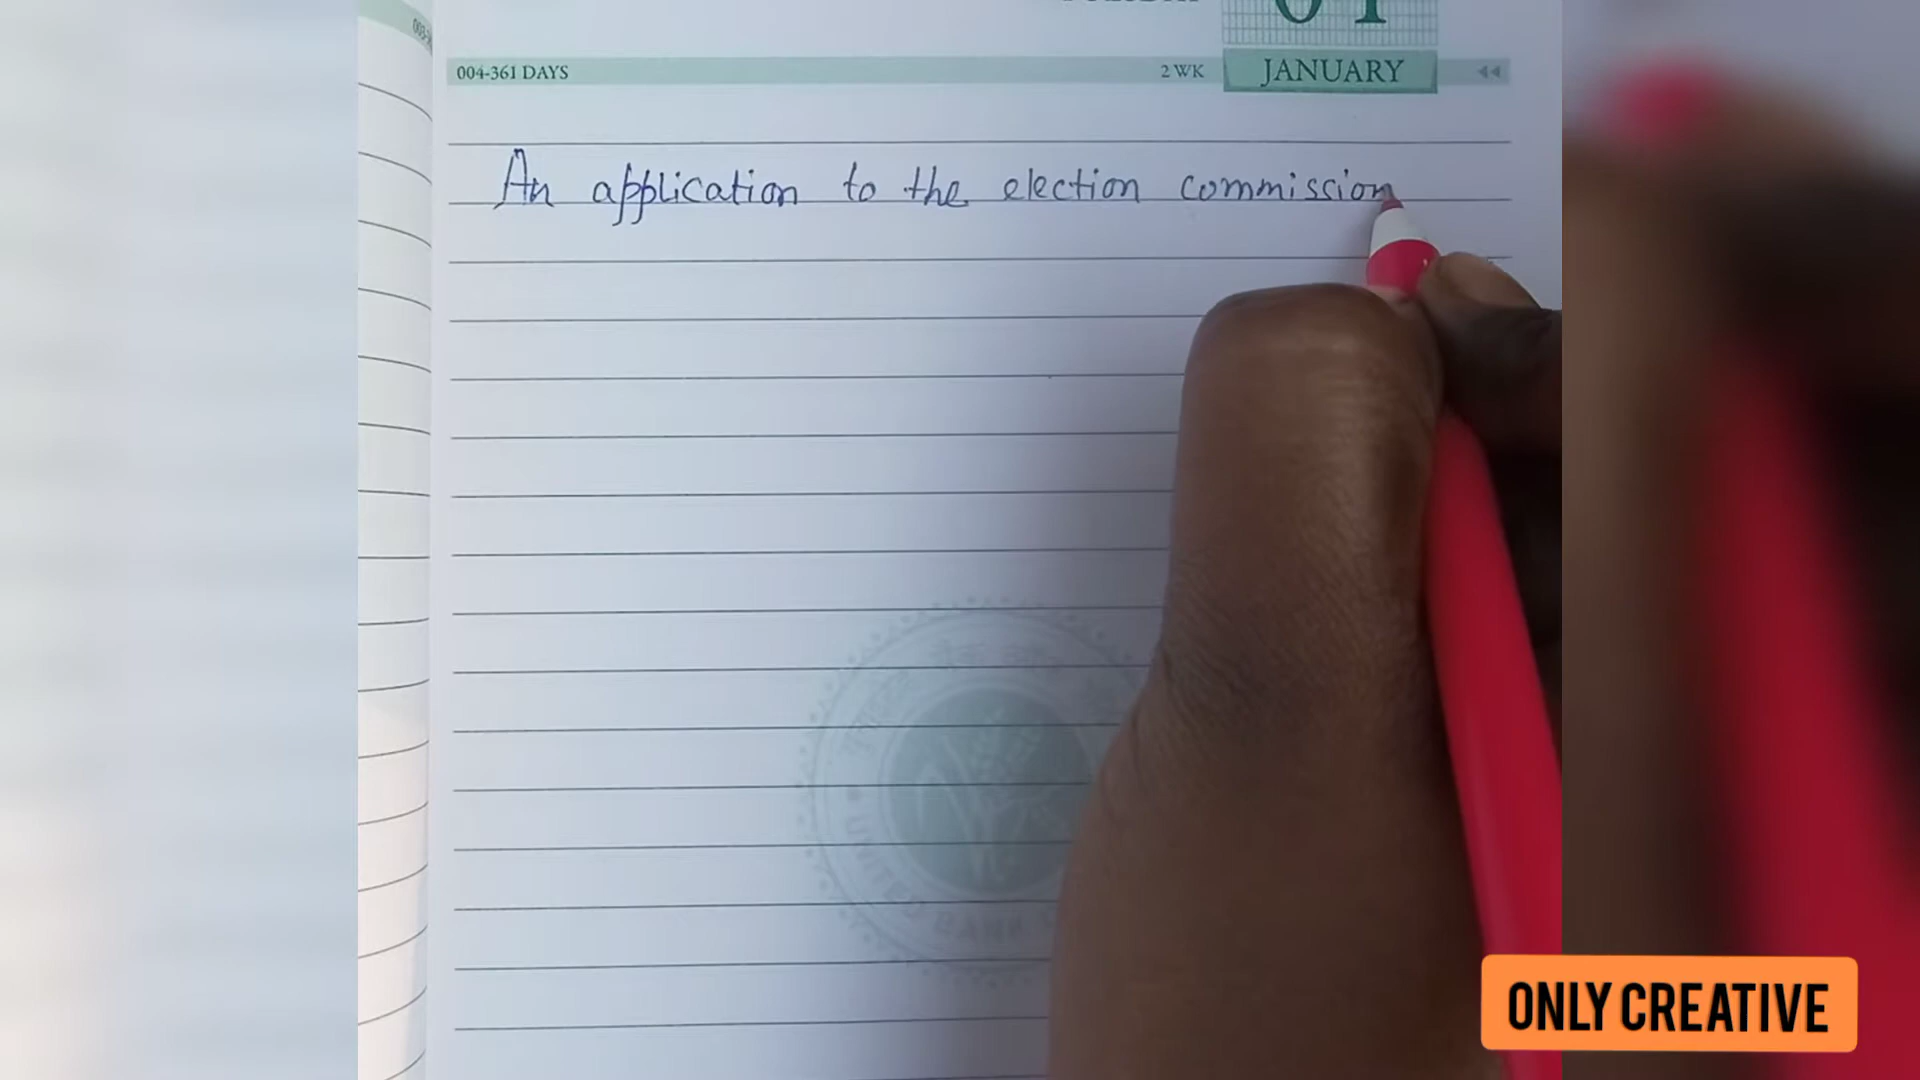 004-361 DAYS
2 WK
JANUARY
An application to the election commission
ONLY CREATIVE